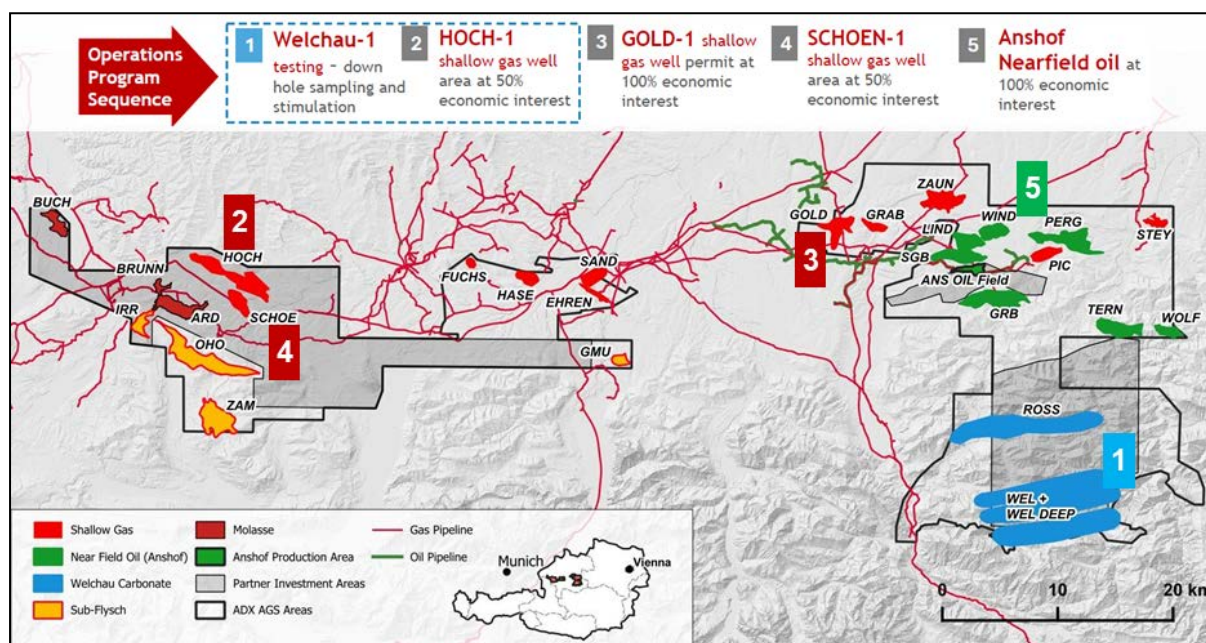 Operations
Program
Sequence
1
Welchau-1
testing - down
hole sampling and
stimulation
2
HOCH-1
shallow gas well
area at 50%
economic interest
3
GOLD-1 shallow
gas well permit at
100% economic
interest
4
SCHOEN-1
shallow gas well
area at 50%
economic interest
5
Anshof
Nearfield oil at
100% economic
interest
BUCH
2
HOCH
BRUNN
IRR
ARD
SCHOE
OHO
4
ZAM
FUCHS
HASE
SAND
EHREN
GMU
ZAUN
5
GOLD
GRAB
WIND
LIND
PERG
STEY
3
SGB
PIC
ANS OIL Field
GRB
TERN
WOLF
ROSS
1
WEL +
WEL DEEP
Shallow Gas
Near Field Oil (Anshof)
Welchau Carbonate
Sub-Flysch
Molasse
Anshof Production Area
Partner Investment Areas
ADX AGS Areas
Gas Pipeline
Oil Pipeline
Munich
Vienna
0 10 20 km